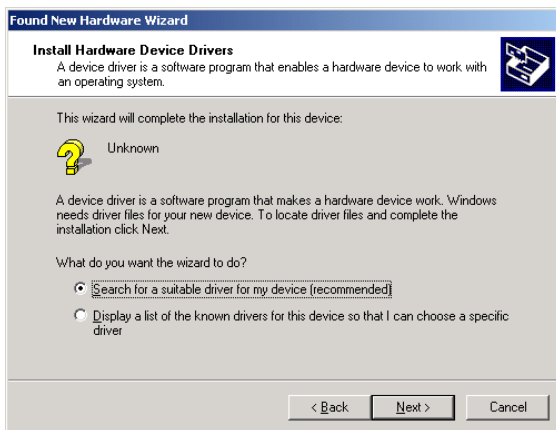 Found New Hardware Wizard
Install Hardware Device Drivers
A device driver is a software program that enables a hardware device to work with
an operating system.
This wizard will complete the installation for this device:
Unknown
A device driver is a software program that makes a hardware device work. Windows
needs driver files for your new device. To locate driver files and complete the
installation click Next.
What do you want the wizard to do?
Search for a suitable driver for my device (recommended)
Display a list of the known drivers for this device so that I can choose a specific
driver
< Back Next > Cancel